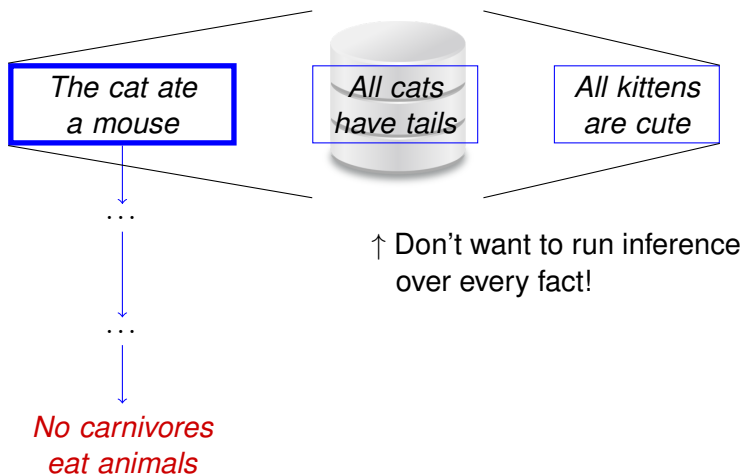 The cat ate
a mouse
All cats
have tails
All kittens
are cute
...
↑ Don't want to run inference
over every fact!
...
No carnivores
eat animals